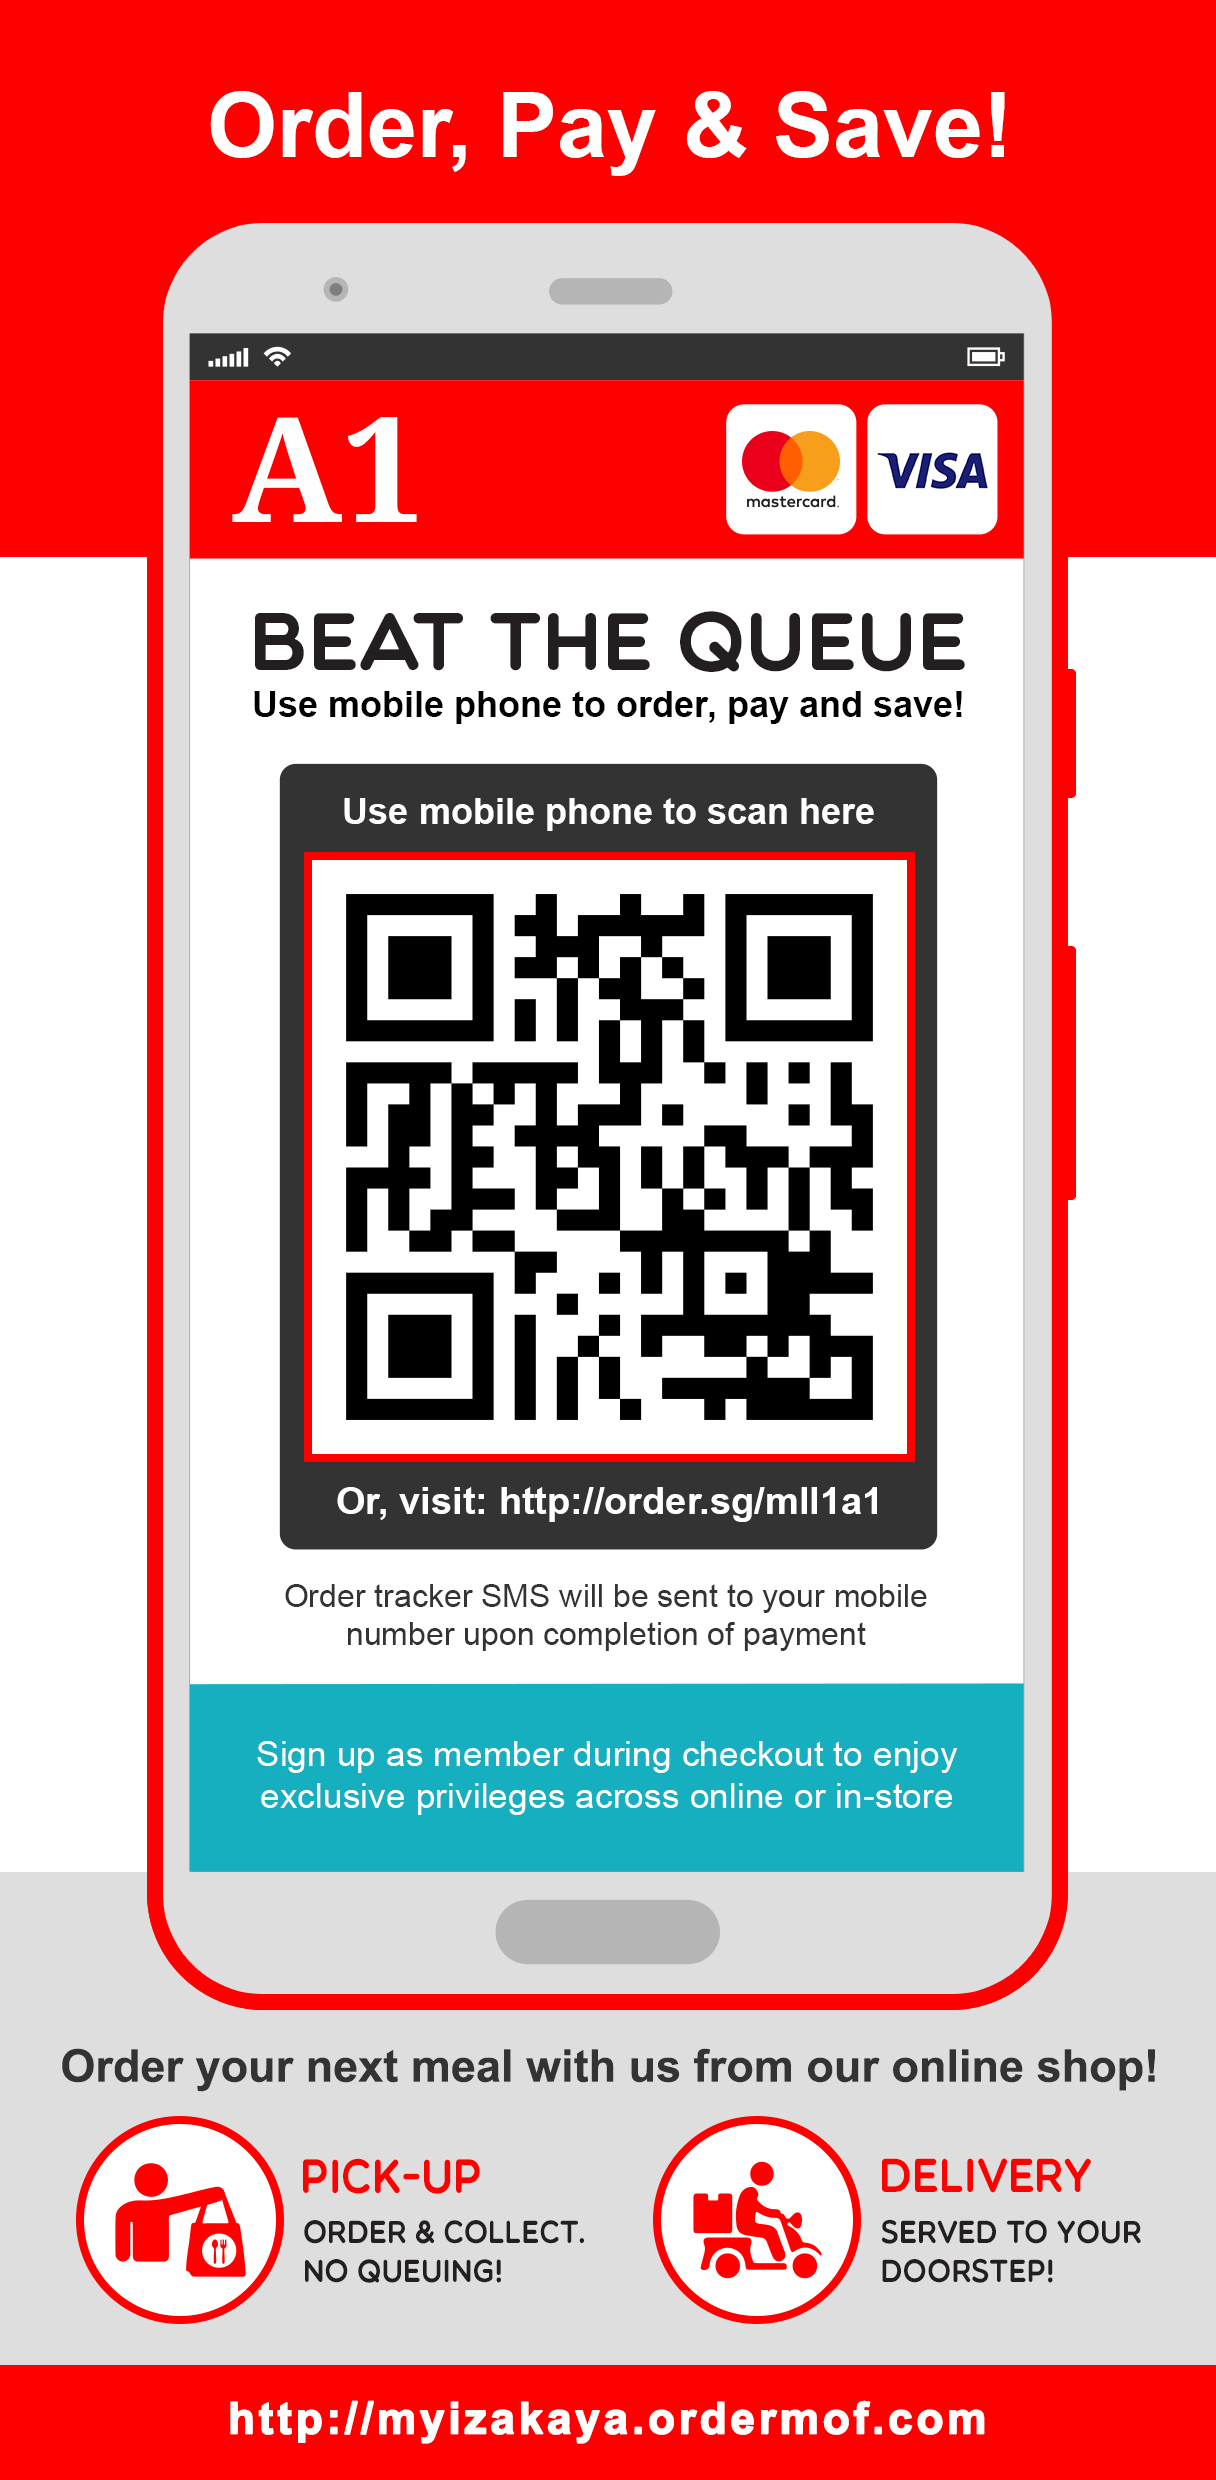 Order, Pay & Save!
A1
mastercard.
VISA
BEAT THE QUEUE
Use mobile phone to order, pay and save!
Use mobile phone to scan here
Or, visit: http://order.sg/mll1a1
Order tracker SMS will be sent to your mobile
number upon completion of payment
Sign up as member during checkout to enjoy
exclusive privileges across online or in-store
Order your next meal with us from our online shop!
PICK-UP
ORDER & COLLECT.
NO QUEUING!
DELIVERY
SERVED TO YOUR
DOORSTEP!
http://myizakaya.ordermof.com